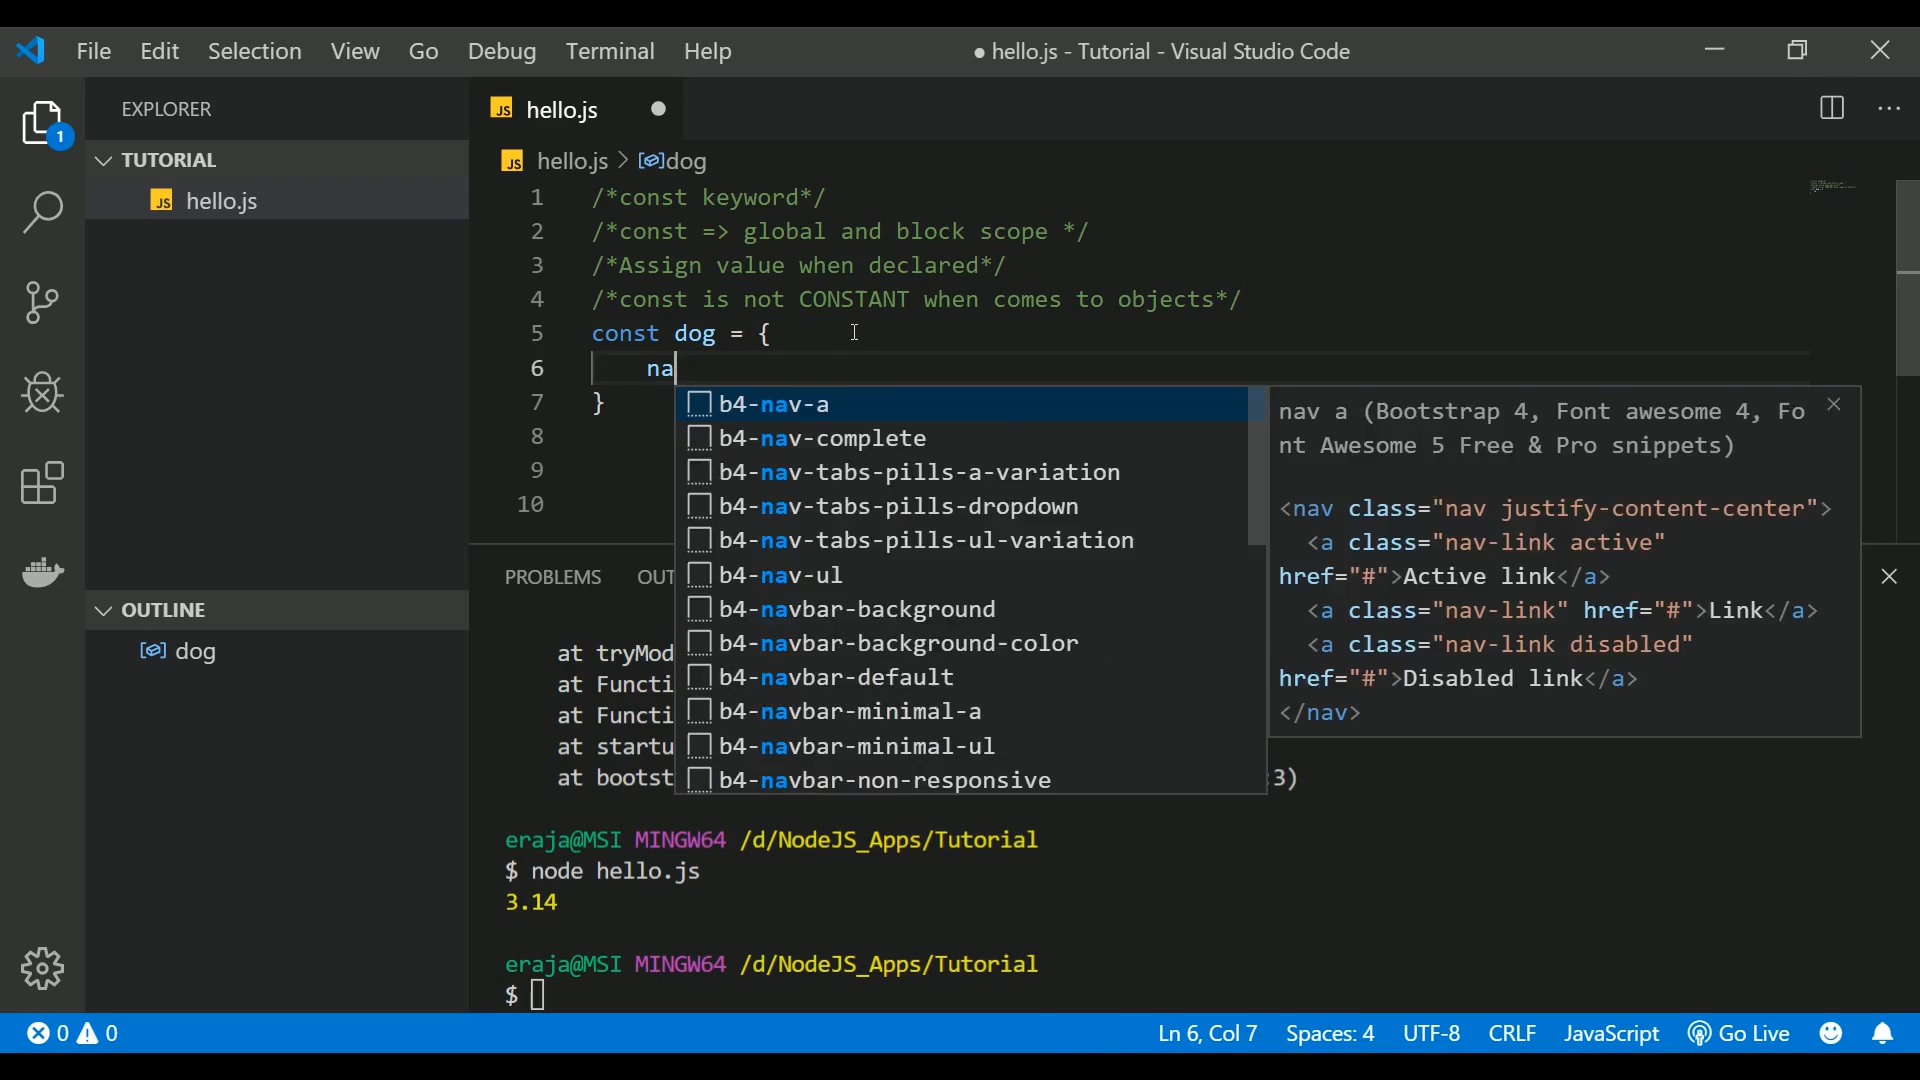 File Edit Selection View Go Debug Terminal Help ● hello.js - Tutorial - Visual Studio Code
1
EXPLORER
TUTORIAL
JS hello.js
OUTLINE
dog
JS hello.js ● ···
JS hello.js > dog
1 /*const keyword*/
2 /*const => global and block scope */
3 /*Assign value when declared*/
4 /*const is not CONSTANT when comes to objects*/
5 const dog = {
6 na
7 }
8
9
10
b4-nav-a
b4-nav-complete
b4-nav-tabs-pills-a-variation
b4-nav-tabs-pills-dropdown
b4-nav-tabs-pills-ul-variation
b4-nav-ul
b4-navbar-background
b4-navbar-background-color
b4-navbar-default
b4-navbar-minimal-a
b4-navbar-minimal-ul
b4-navbar-non-responsive
nav a (Bootstrap 4, Font awesome 4, Fo
nt Awesome 5 Free & Pro snippets)
<nav class="nav justify-content-center">
<a class="nav-link active"
href="#">Active link</a>
<a class="nav-link" href="#">Link</a>
<a class="nav-link disabled"
href="#">Disabled link</a>
</nav>
PROBLEMS OUT
at tryMod
at Functi
at Functi
at startu
at bootst :3)
eraja@MSI MINGW64 /d/NodeJS_Apps/Tutorial
$ node hello.js
3.14
eraja@MSI MINGW64 /d/NodeJS_Apps/Tutorial
$
0 0 Ln 6, Col 7 Spaces: 4 UTF-8 CRLF JavaScript Go Live